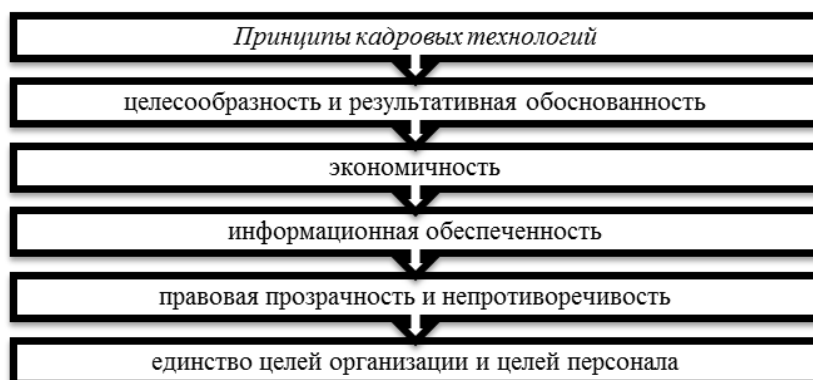 Принципы кадровых технологий
целесообразность и результативная обоснованность
экономичность
информационная обеспеченность
правовая прозрачность и непротиворечивость
единство целей организации и целей персонала